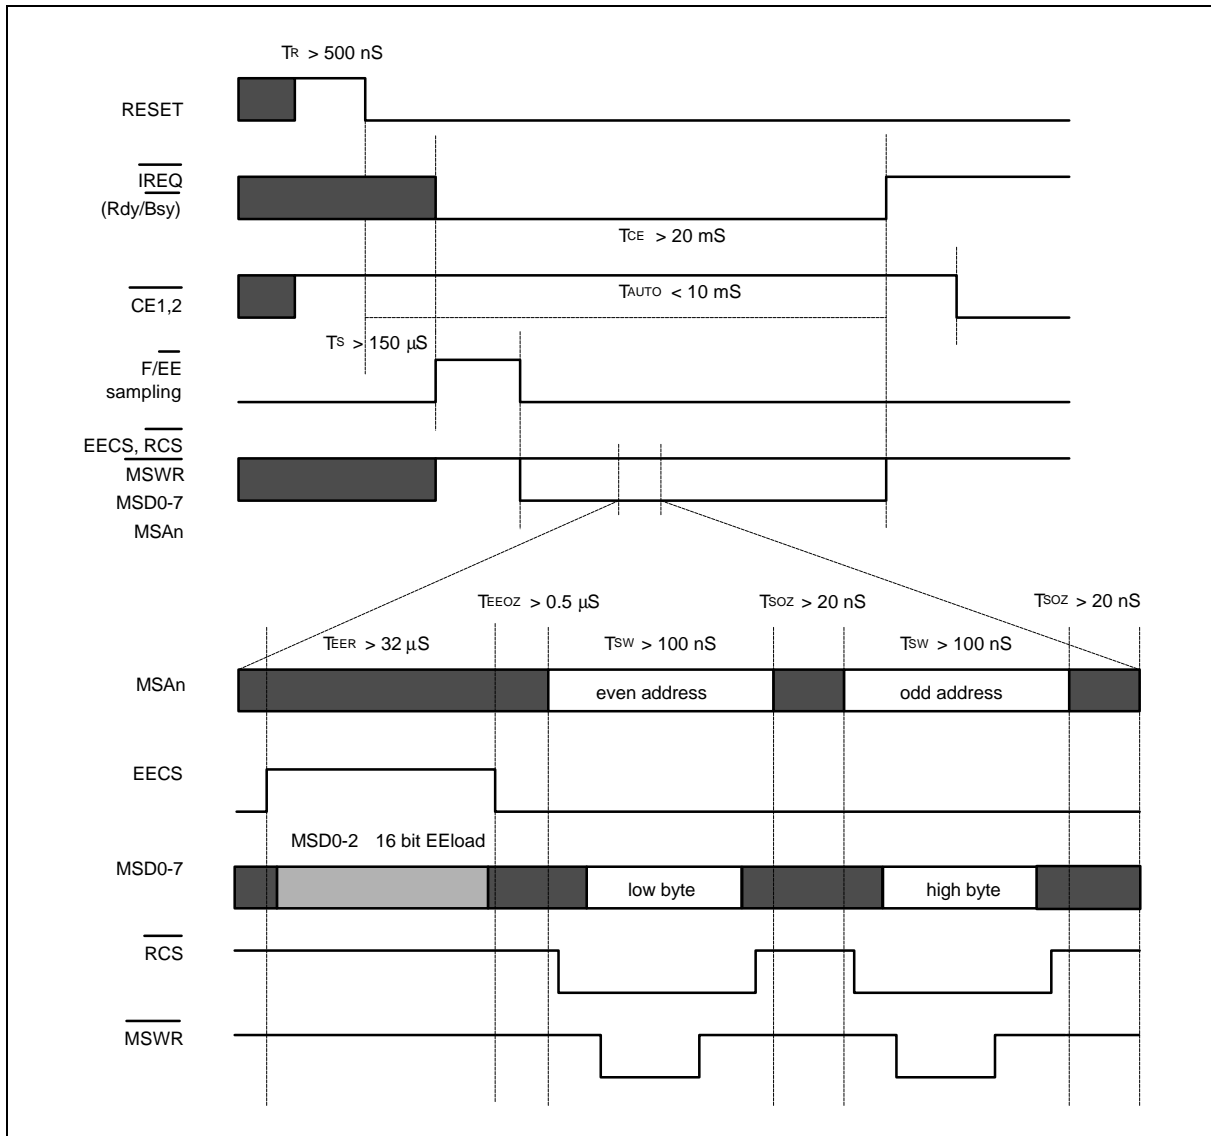 TR > 500 nS
RESET
IREQ
(Rdy/Bsy)
TCE > 20 mS
CE1,2
TAUTO < 10 mS
TS > 150 µS
F/EE
sampling
EECS, RCS
MSWR
MSD0-7
MSAn
TEEOZ > 0.5 µS
TSOZ > 20 nS
TSOZ > 20 nS
TEER > 32 µS
TSW > 100 nS
TSW > 100 nS
MSAn
even address
odd address
EECS
MSD0-2 16 bit EEload
MSD0-7
low byte
high byte
RCS
MSWR